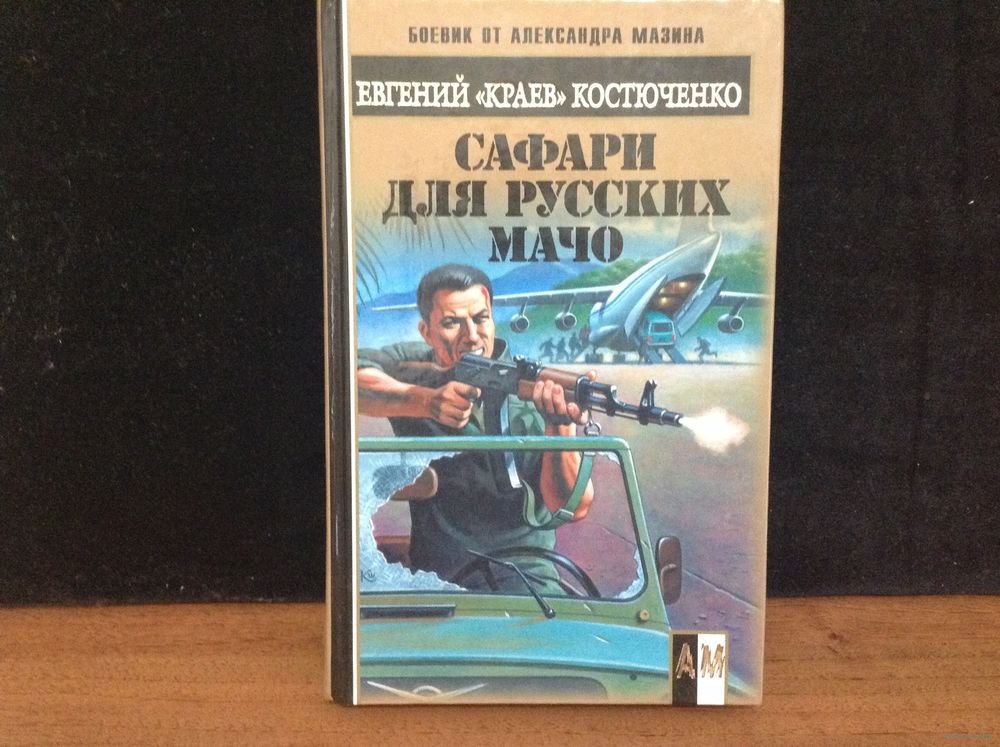 БОЕВИК ОТ АЛЕКСАНДРА МАЗИНА
ЕВГЕНИЙ «КРАЕВ» КОСТЮЧЕНКО
САФАРИ
ДЛЯ РУССКИХ
МАЧО
АМ